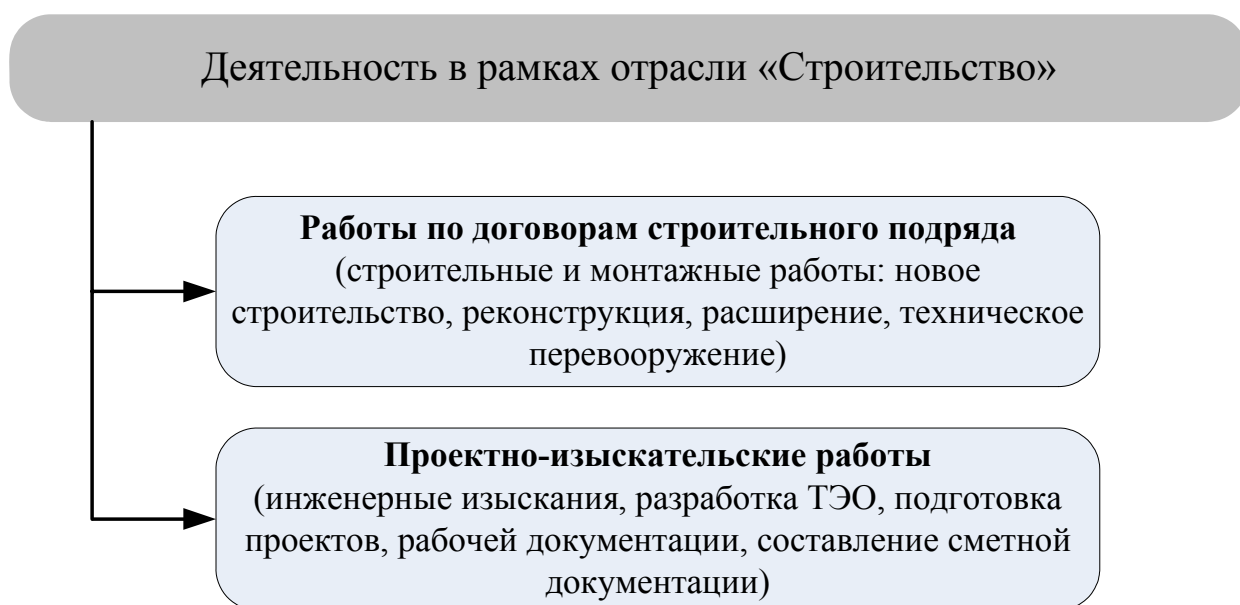 Деятельность в рамках отрасли «Строительство»
Работы по договорам строительного подряда
(строительные и монтажные работы: новое
строительство, реконструкция, расширение, техническое
перевооружение)
Проектно-изыскательские работы
(инженерные изыскания, разработка ТЭО, подготовка
проектов, рабочей документации, составление сметной
документации)